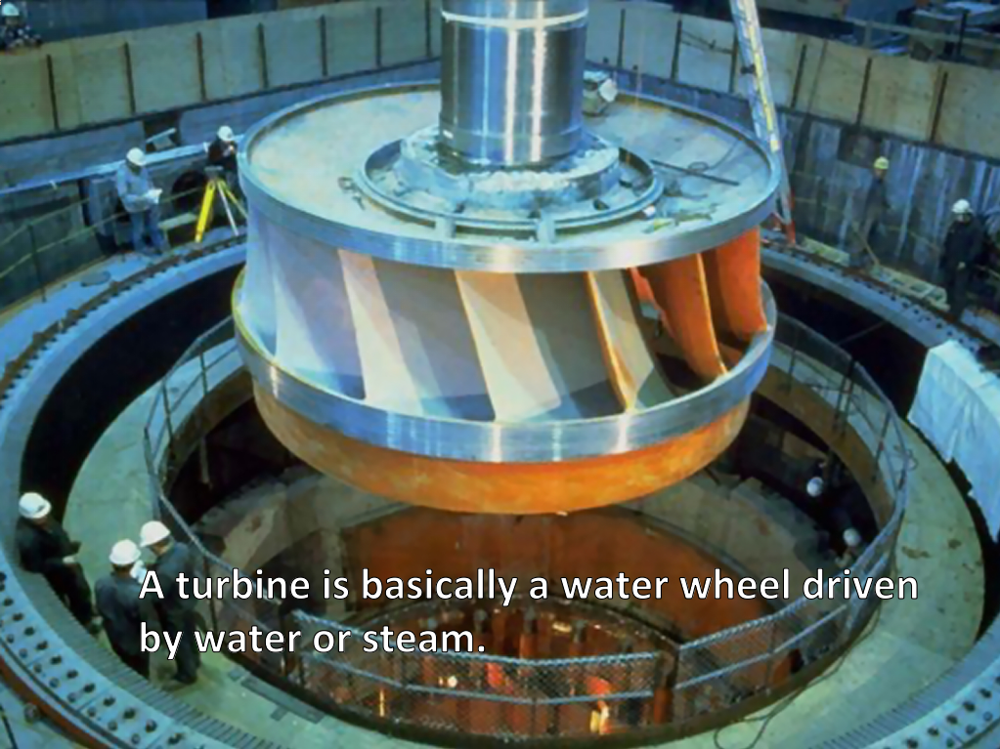 A turbine is basically a water wheel driven
by water or steam.